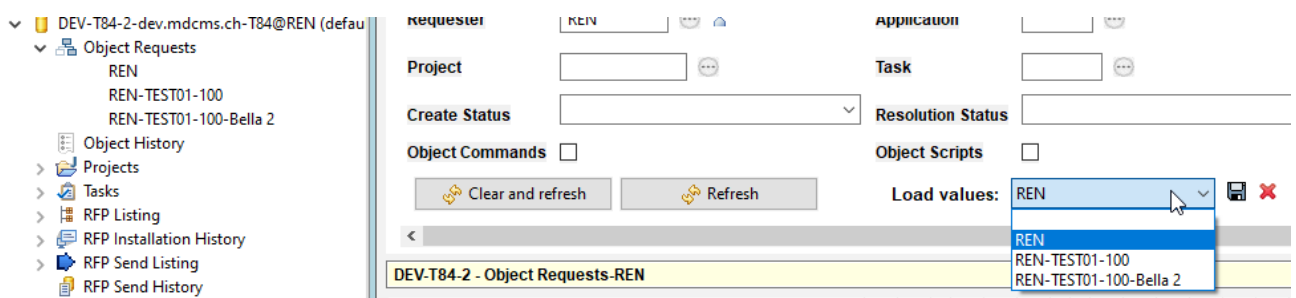 DEV-T84-2-dev.mdcms.ch-T84@REN (defau
Object Requests
REN
REN-TEST01-100
REN-TEST01-100-Bella 2
Object History
Projects
Tasks
RFP Listing
RFP Installation History
RFP Send Listing
RFP Send History
Requester REN Application
Project Task
Create Status Resolution Status
Object Commands Object Scripts
Clear and refresh Refresh Load values: REN
REN
REN-TEST01-100
REN-TEST01-100-Bella 2
DEV-T84-2 - Object Requests-REN